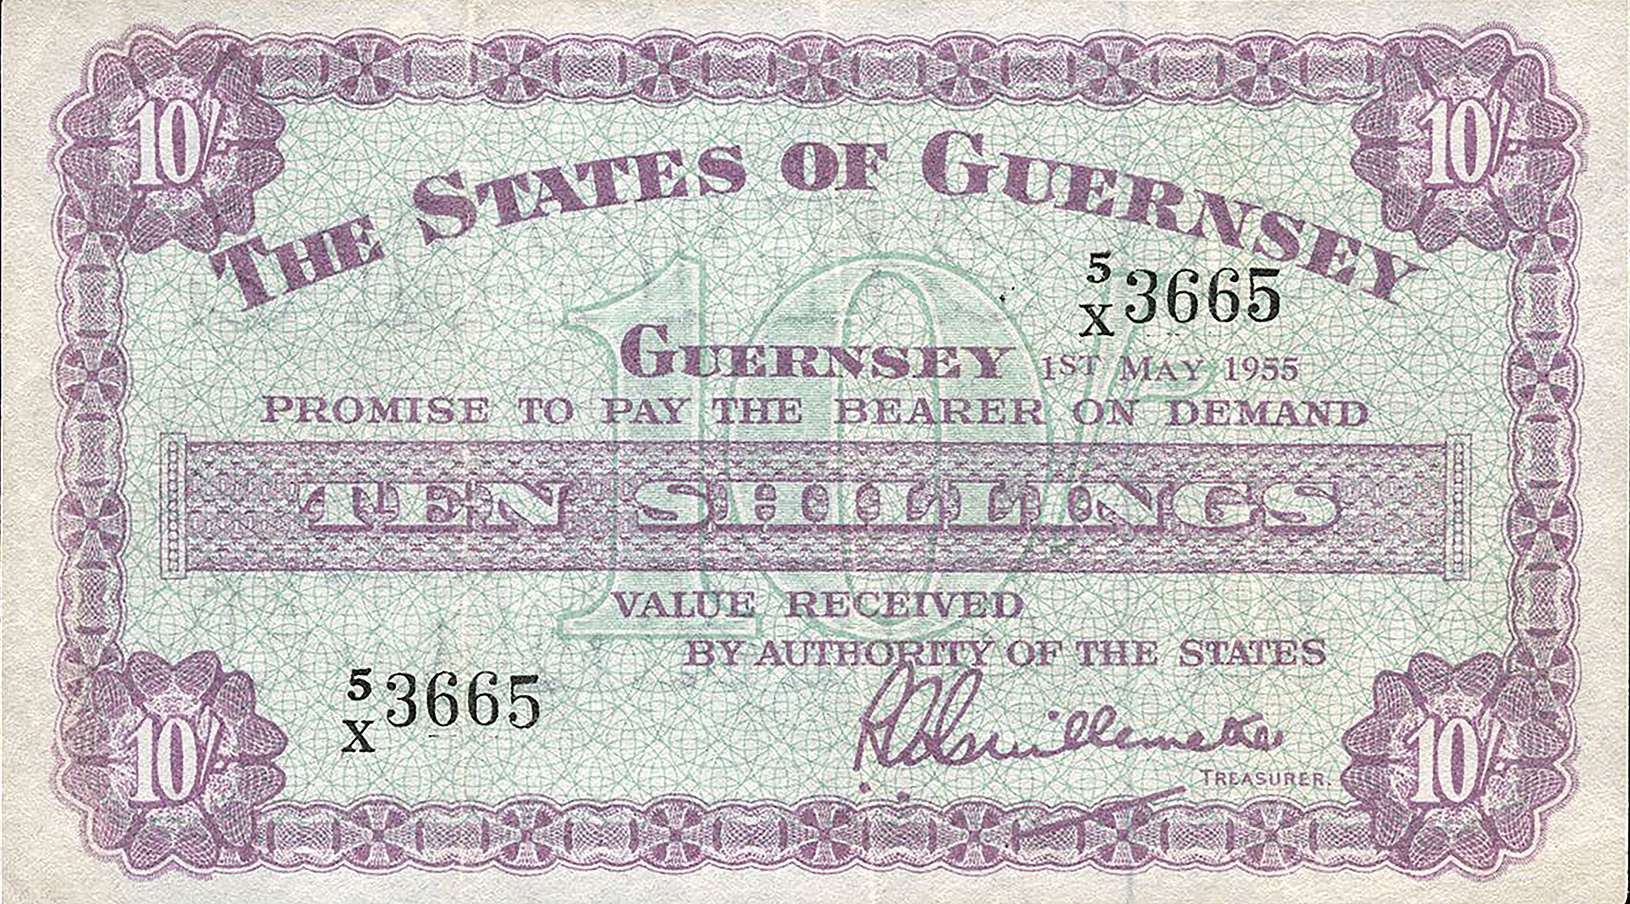 10/-
10/-
THE STATES OF GUERNSEY
5/X 3665
GUERNSEY 1ST MAY 1955
PROMISE TO PAY THE BEARER ON DEMAND
10/-
TEN SHILLINGS
VALUE RECEIVED
BY AUTHORITY OF THE STATES
5/X 3665
TREASURER.
10/-
10/-